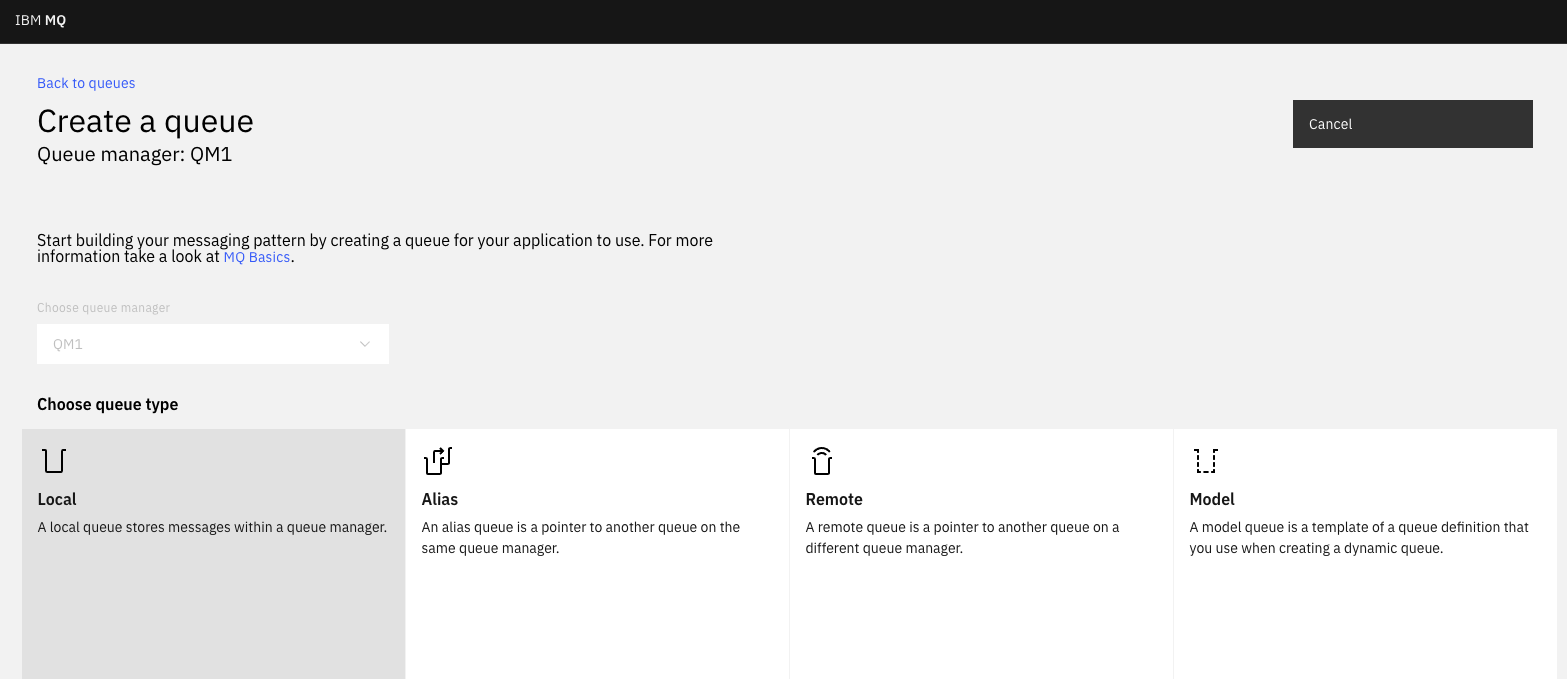 IBM MQ
Back to queues
Create a queue
Queue manager: QM1
Cancel
Start building your messaging pattern by creating a queue for your application to use. For more
information take a look at MQ Basics.
Choose queue manager
QM1
Choose queue type
Local
A local queue stores messages within a queue manager.
Alias
An alias queue is a pointer to another queue on the
same queue manager.
Remote
A remote queue is a pointer to another queue on a
different queue manager.
Model
A model queue is a template of a queue definition that
you use when creating a dynamic queue.